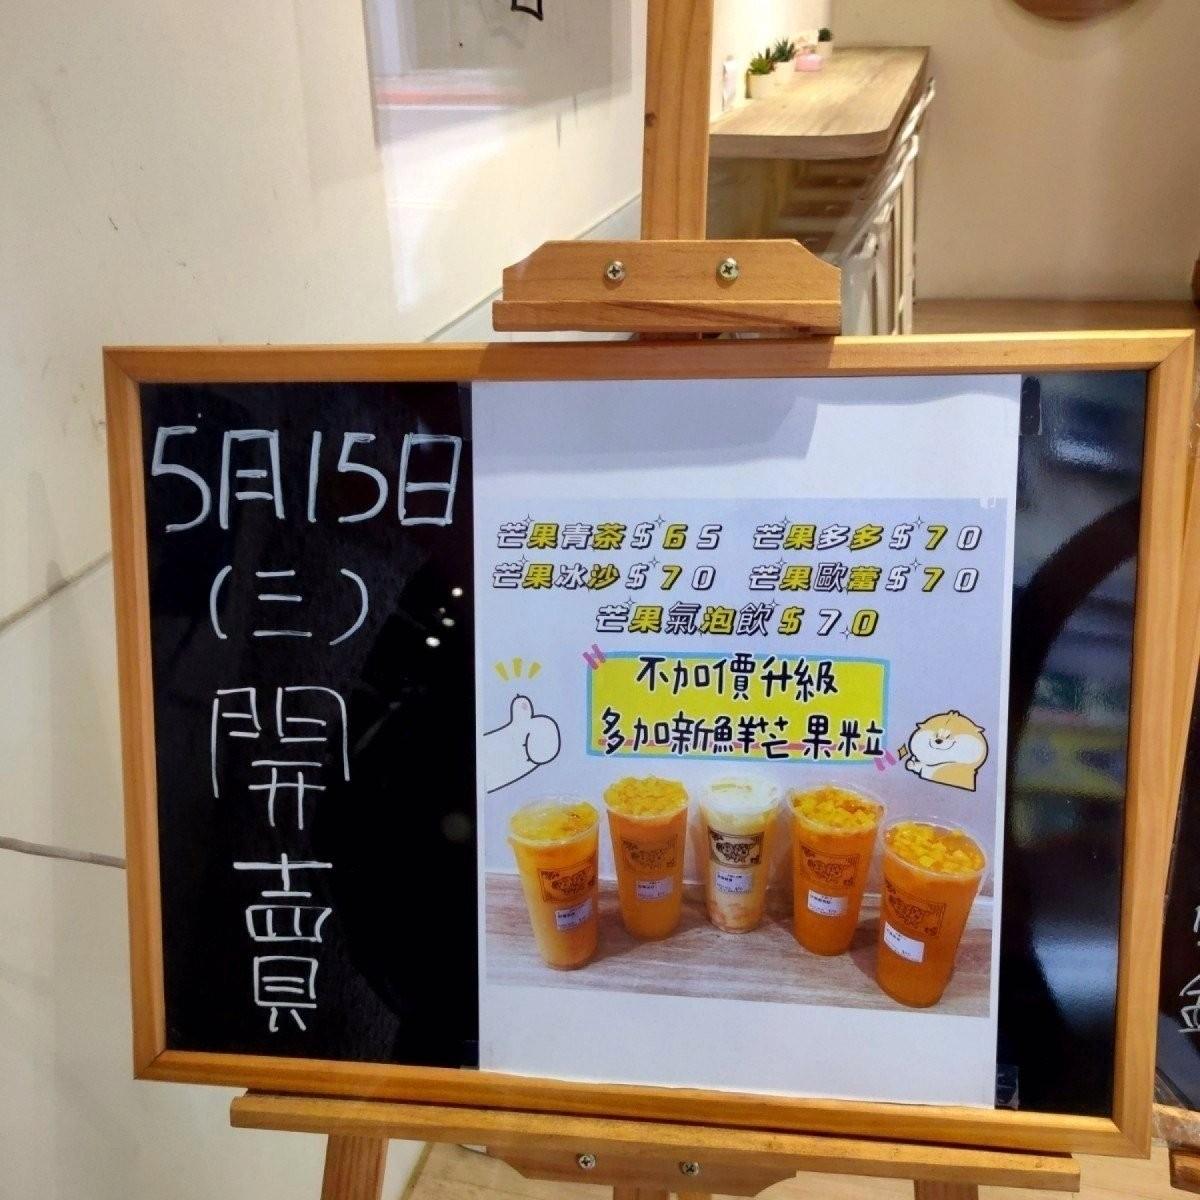 5月15日
(三)
開
賣
芒果青茶$65 芒果多多$70
芒果冰沙$70 芒果歐蕾$70
芒果氣泡飲$70
不加價升級
多加新鮮芒果粒